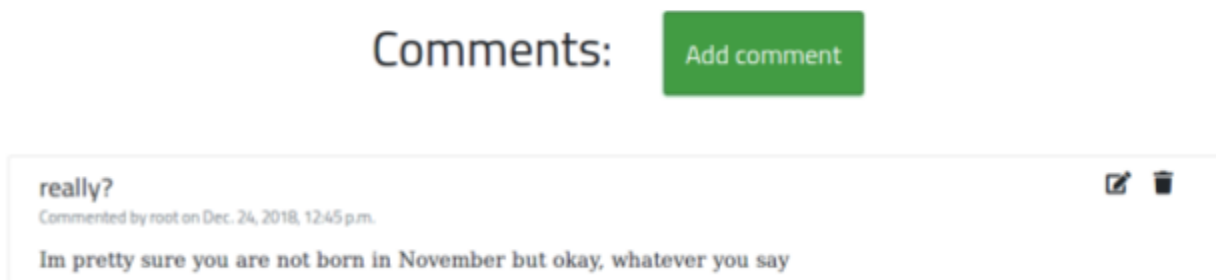 Comments:
Add comment
really?
Commented by root on Dec. 24, 2018, 12:45 p.m.
Im pretty sure you are not born in November but okay, whatever you say